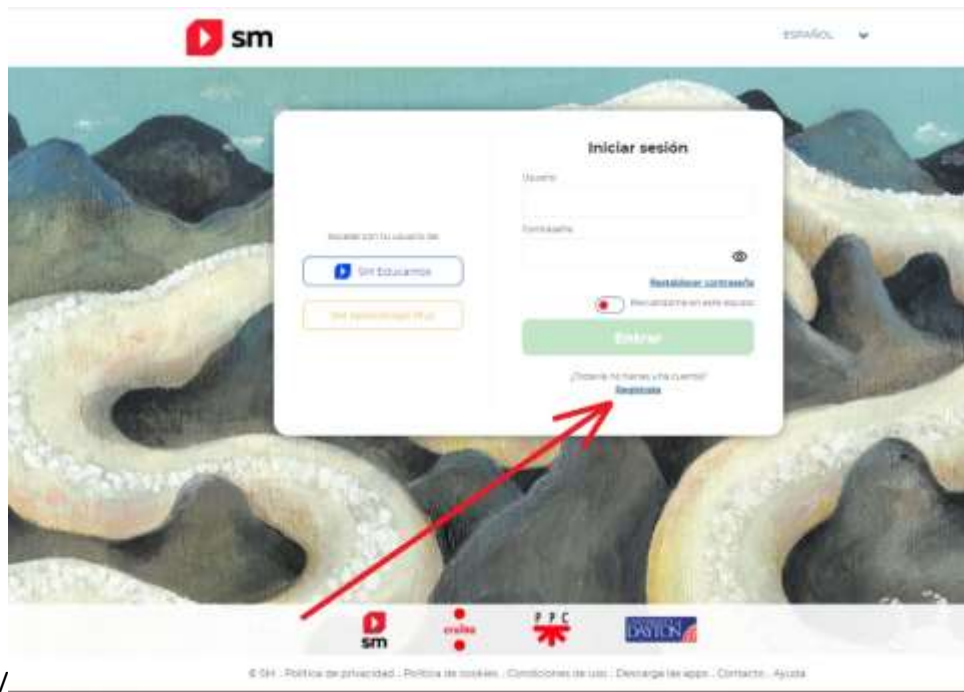 sm
ESPAÑOL
Iniciar sesión
Usuario
Contraseña
Accede con tu usuario de:
SM Educamos
Restablecer contraseña
Recuérdame en este equipo
Entrar
¿Todavía no tienes una cuenta?
Regístrate
sm
cruïlla
PPC
DAYTON
© SM . Política de privacidad . Política de cookies . Condiciones de uso . Descarga las apps . Contacto . Ayuda
/